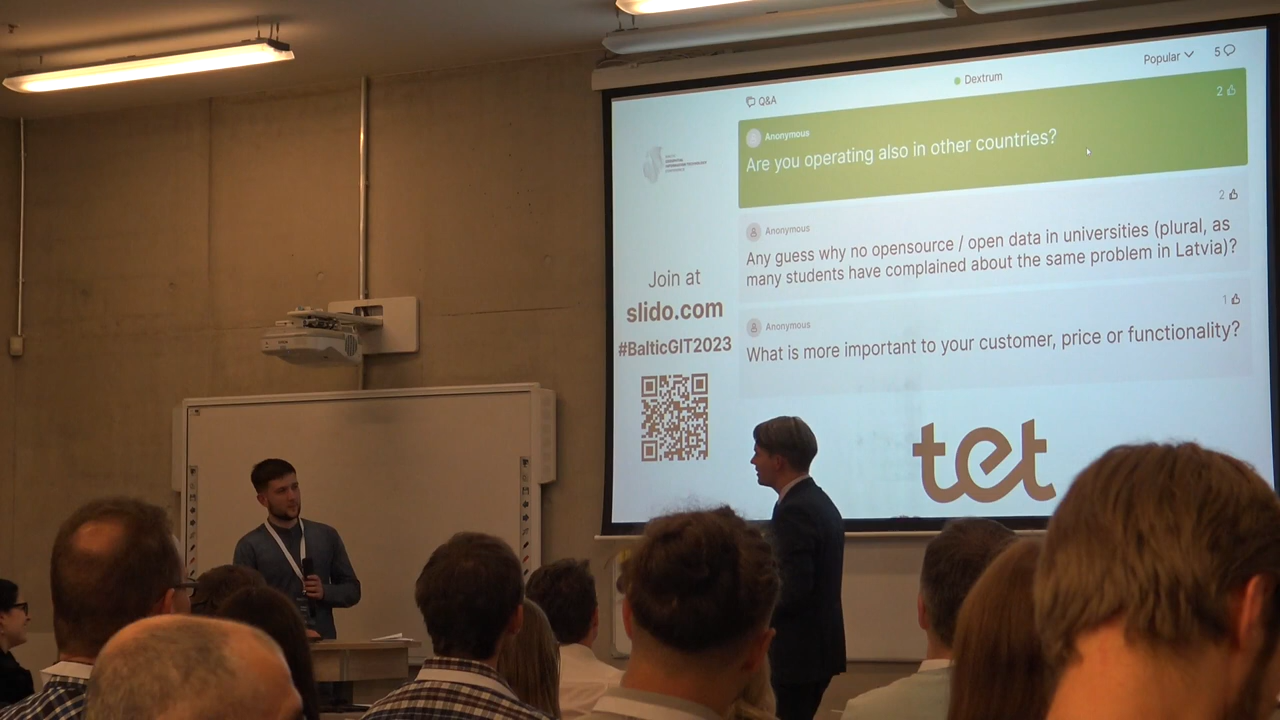 Popular
5
Dextrum
Q&A
2
Anonymous
Are you operating also in other countries?
2
Anonymous
Any guess why no opensource / open data in universities (plural, as
many students have complained about the same problem in Latvia)?
1
Anonymous
What is more important to your customer, price or functionality?
Join at
slido.com
#BalticGIT2023
tet